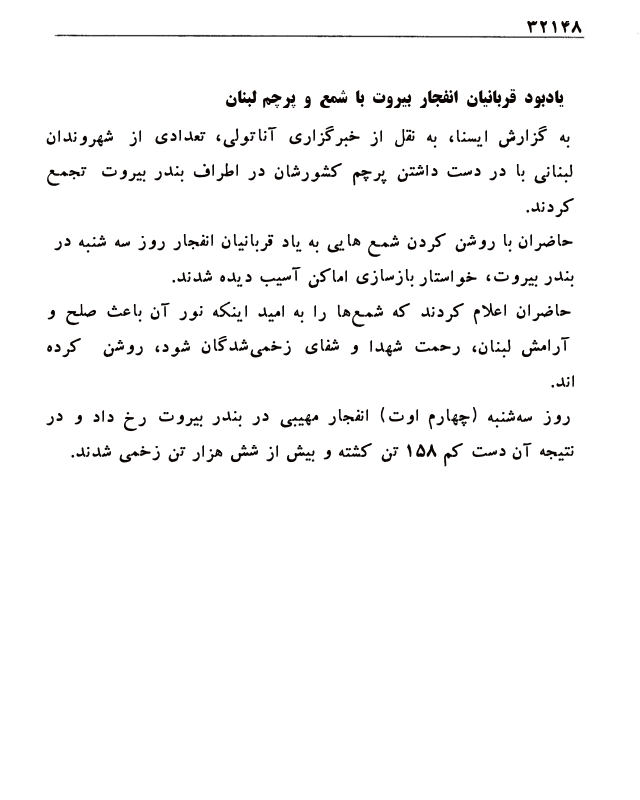 ۳۲۱۴۸
یادبود قربانیان انفجار بیروت با شمع و پرچم لبنان
به گزارش ایسنا، به نقل از خبرگزاری آناتولی، تعدادی از شهروندان
لبنانی با در دست داشتن پرچم کشورشان در اطراف بندر بیروت تجمع
کردند.
حاضران با روشن کردن شمع هایی به یاد قربانیان انفجار روز سه شنبه در
بندر بیروت، خواستار بازسازی اماکن آسیب دیده شدند.
حاضران اعلام کردند که شمع‌ها را به امید اینکه نور آن باعث صلح و
آرامش لبنان، رحمت شهدا و شفای زخمی‌شدگان شود، روشن کرده
اند.
روز سه‌شنبه (چهارم اوت) انفجار مهیبی در بندر بیروت رخ داد و در
نتیجه آن دست کم ۱۵۸ تن کشته و بیش از شش هزار تن زخمی شدند.